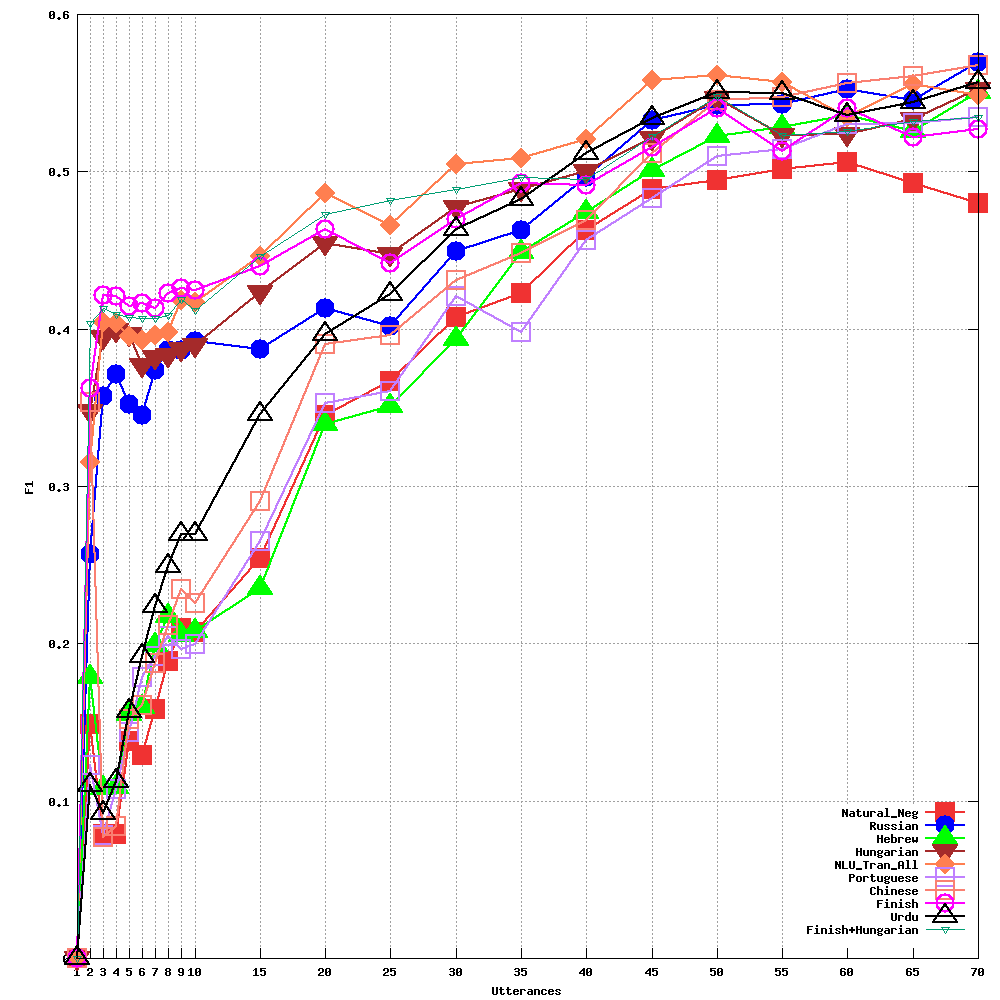 0.6
0.5
0.4
0.3
0.2
0.1
F1
1 2 3 4 5 6 7 8 9 10 15 20 25 30 35 40 45 50 55 60 65 70
Utterances
Natural_Neg
Russian
Hebrew
Hungarian
NLU_Tran_All
Portuguese
Chinese
Finish
Urdu
Finish+Hungarian